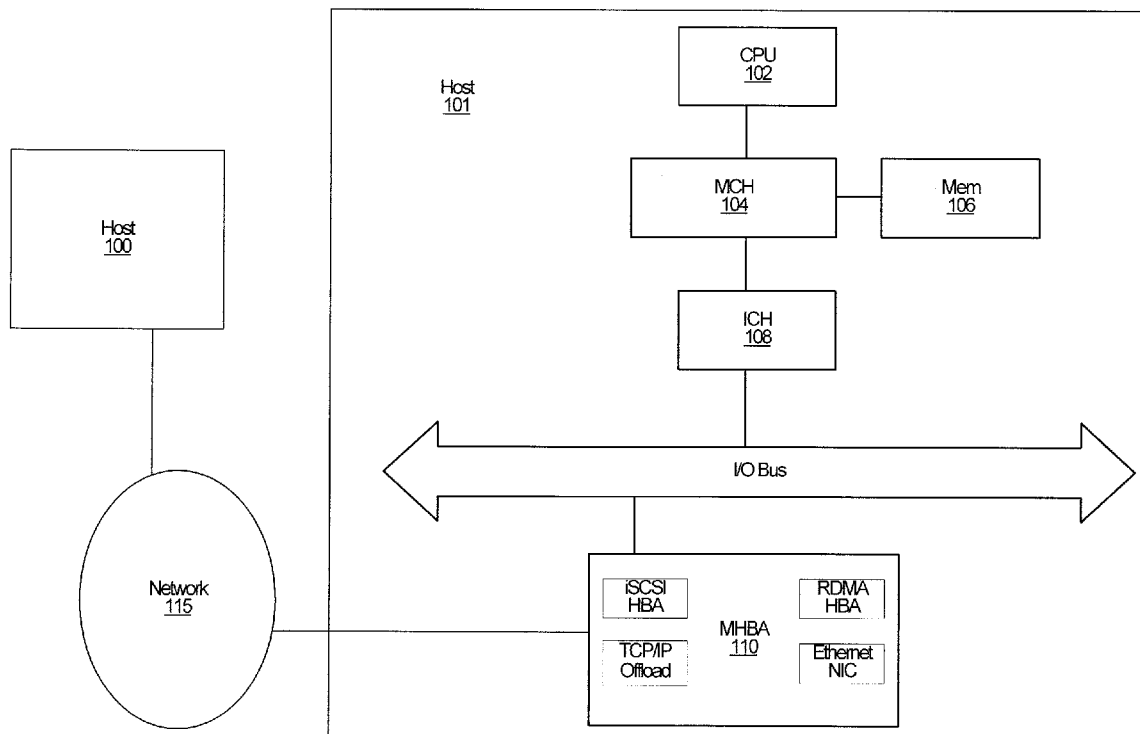 CPU
102
Host
101
MCH
104
Mem
106
Host
100
ICH
108
I/O Bus
Network
115
iSCSI
HBA
RDMA
HBA
MHBA
110
TCP/IP
Offload
Ethernet
NIC